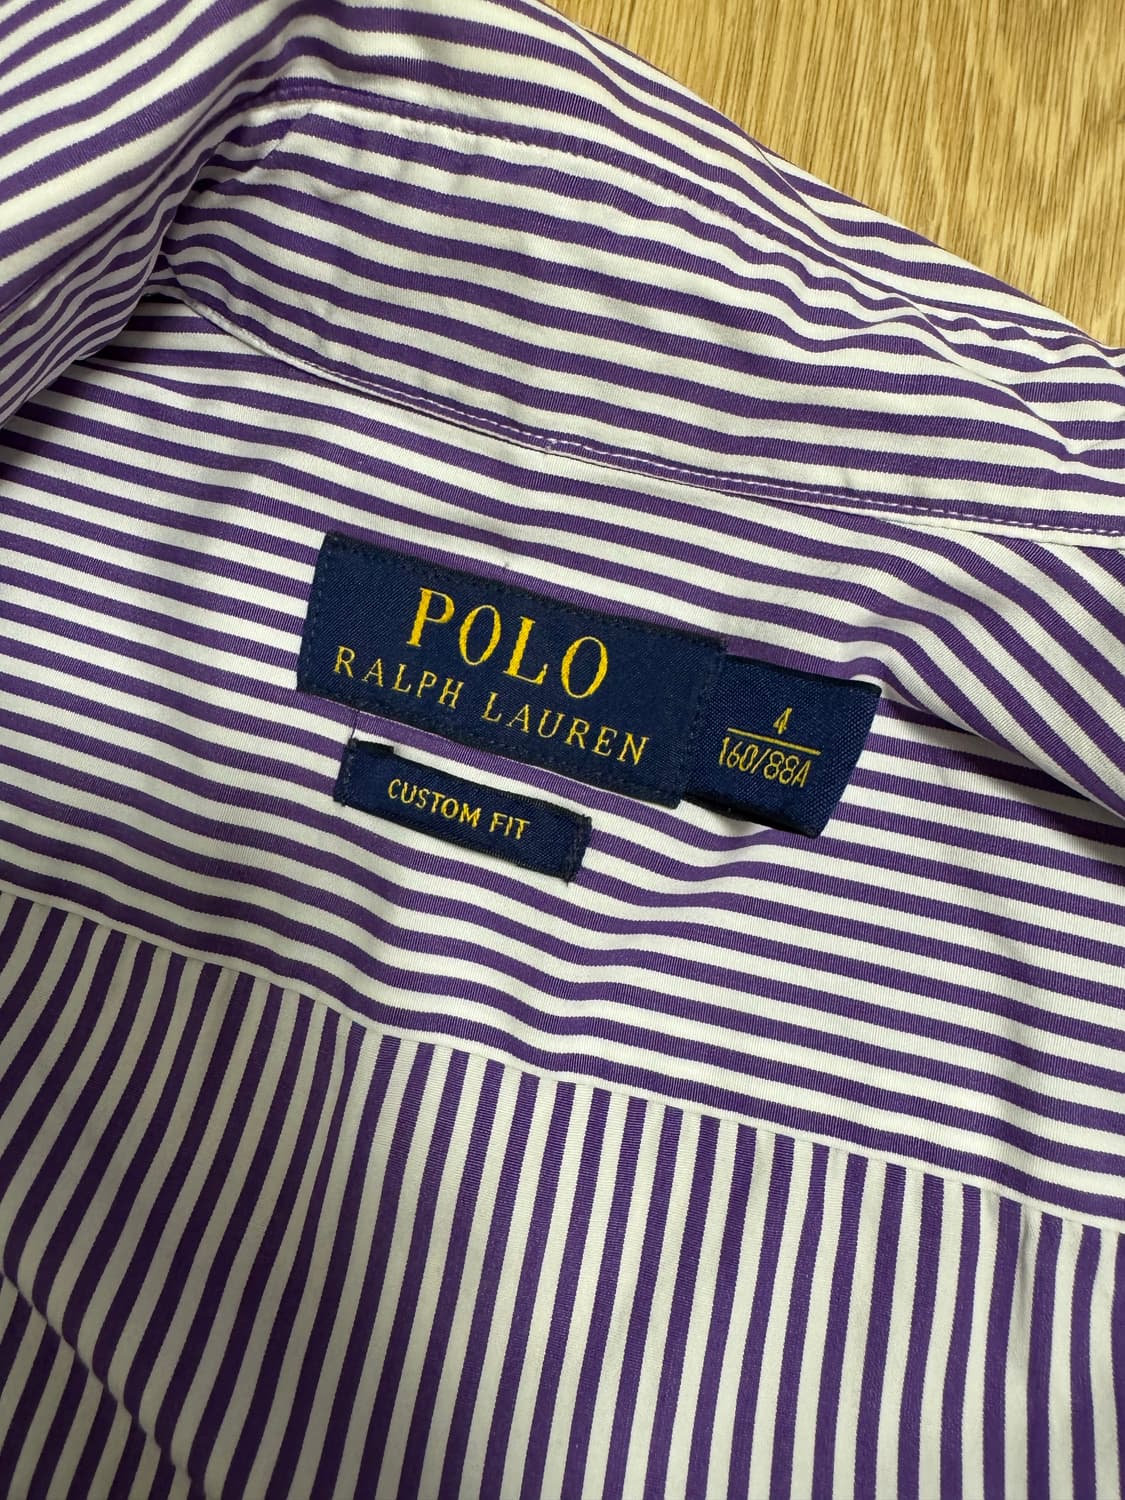 POLO
RALPH LAUREN
4
160/88A
CUSTOM FIT